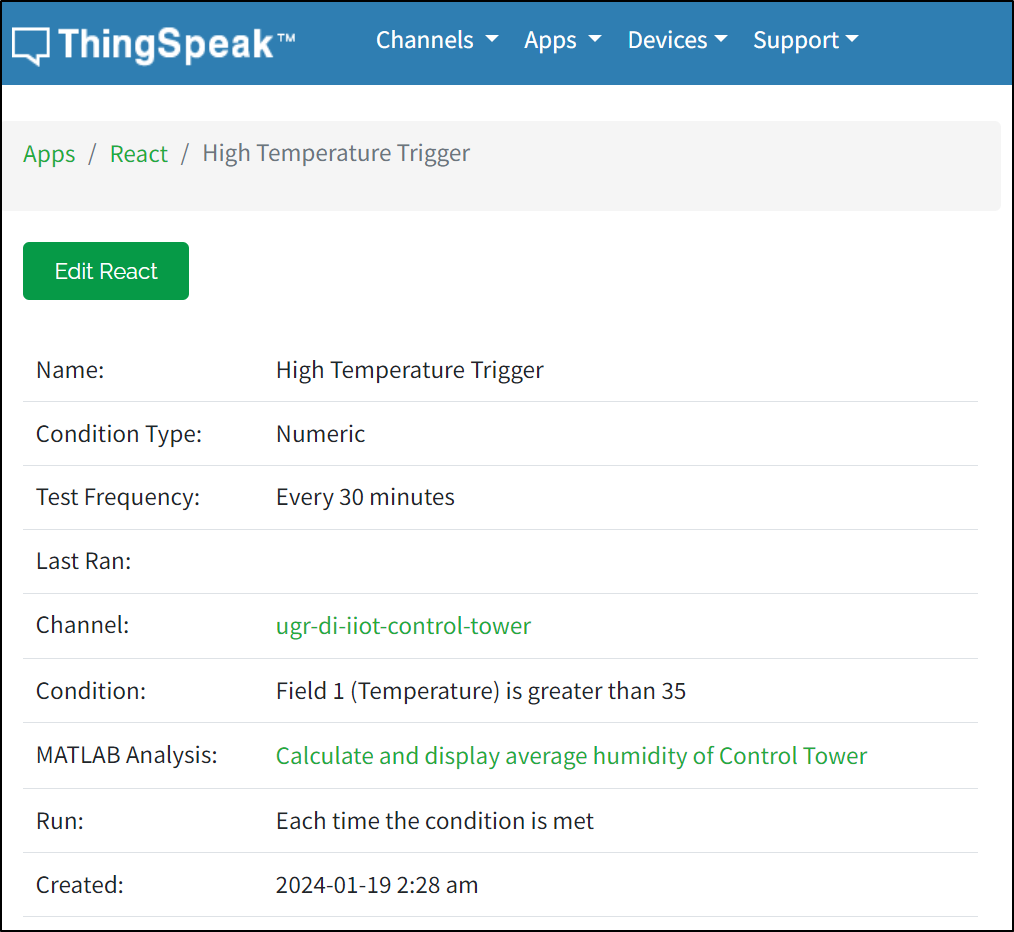 ThingSpeak™ Channels Apps Devices Support
Apps / React / High Temperature Trigger
Edit React
Name: High Temperature Trigger
Condition Type: Numeric
Test Frequency: Every 30 minutes
Last Ran:
Channel: ugr-di-iiot-control-tower
Condition: Field 1 (Temperature) is greater than 35
MATLAB Analysis: Calculate and display average humidity of Control Tower
Run: Each time the condition is met
Created: 2024-01-19 2:28 am